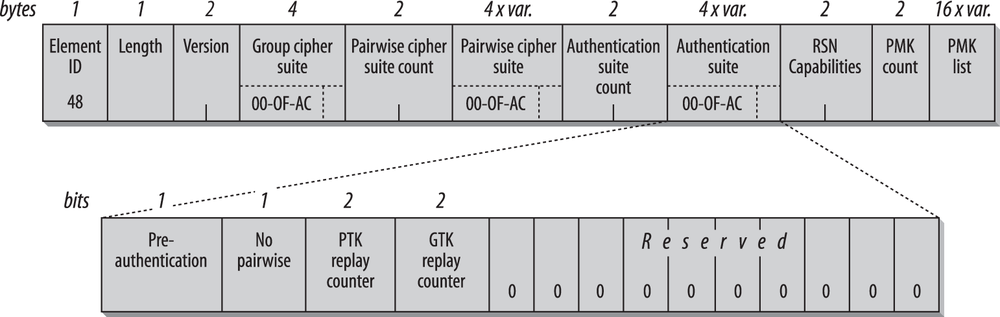 bytes 1 1 2 4 2 4 x var. 2 4 x var. 2 2 16 x var.
Element ID
48
Length
Version
Group cipher suite
00-OF-AC
Pairwise cipher suite count
Pairwise cipher suite
00-OF-AC
Authentication suite count
Authentication suite
00-OF-AC
RSN Capabilities
PMK count
PMK list
bits 1 1 2 2
Pre-authentication
No pairwise
PTK replay counter
GTK replay counter
Reserved
0 0 0 0 0 0 0 0 0 0